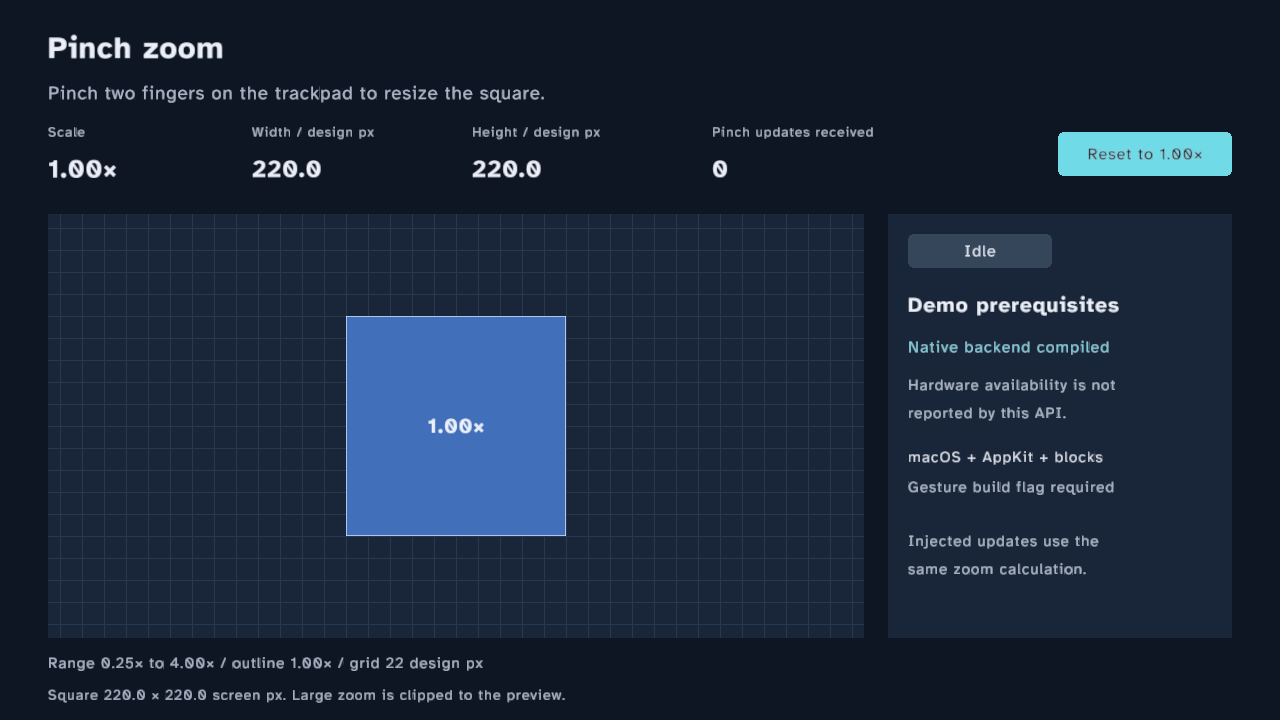 Pinch zoom
Pinch two fingers on the trackpad to resize the square.
Scale
1.00×
Width / design px
220.0
Height / design px
220.0
Pinch updates received
0
Reset to 1.00×
1.00×
Idle
Demo prerequisites
Native backend compiled
Hardware availability is not
reported by this API.
macOS + AppKit + blocks
Gesture build flag required
Injected updates use the
same zoom calculation.
Range 0.25× to 4.00× / outline 1.00× / grid 22 design px
Square 220.0 × 220.0 screen px. Large zoom is clipped to the preview.